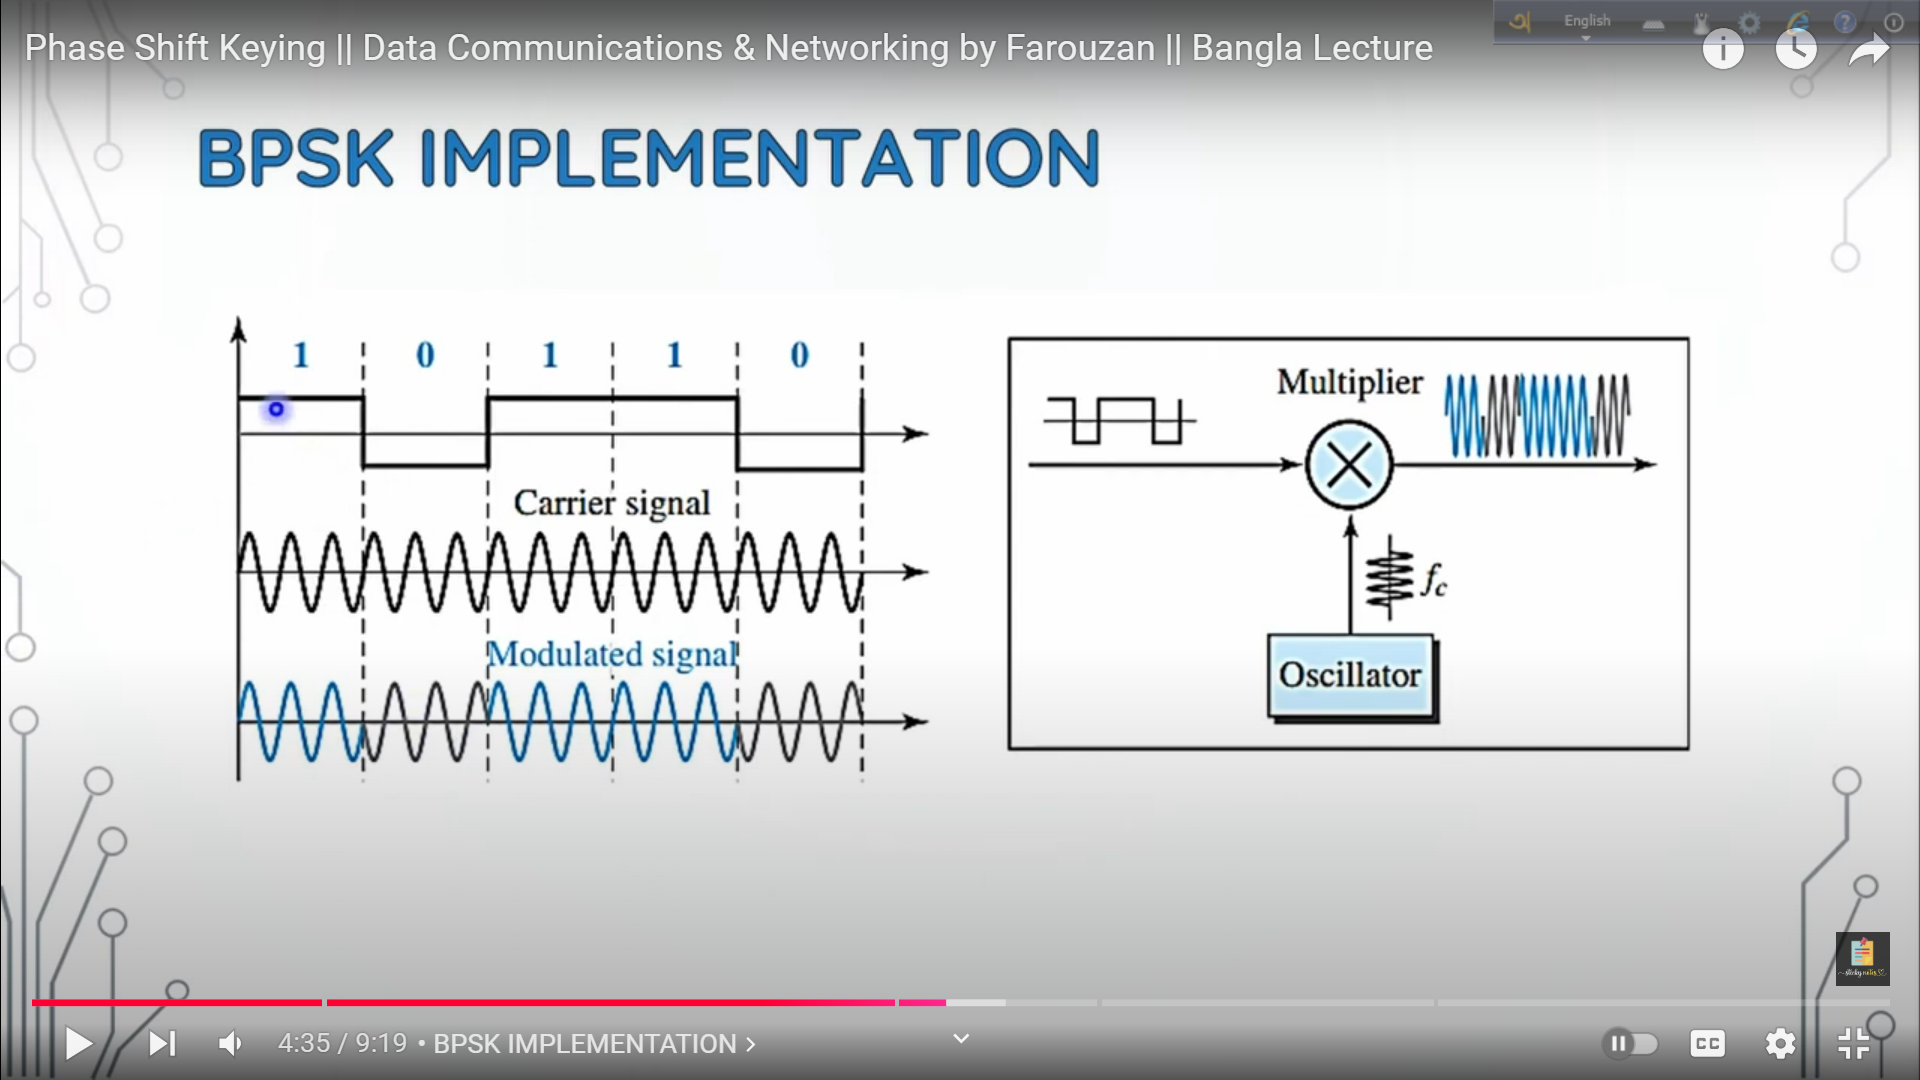 অ English
Phase Shift Keying || Data Communications & Networking by Farouzan || Bangla Lecture
BPSK IMPLEMENTATION
1 0 1 1 0
Carrier signal
Modulated signal
Multiplier
fc
Oscillator
4:35 / 9:19 • BPSK IMPLEMENTATION >
CC